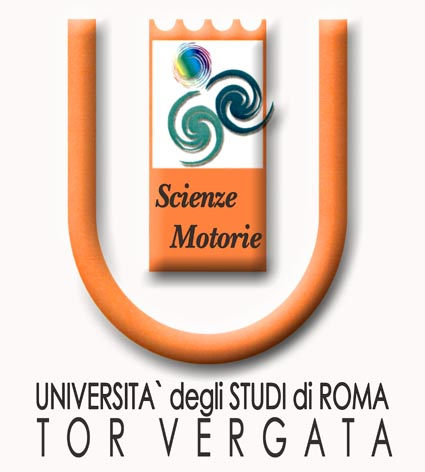 Scienze
Motorie
UNIVERSITA` degli STUDI di ROMA
TOR VERGATA